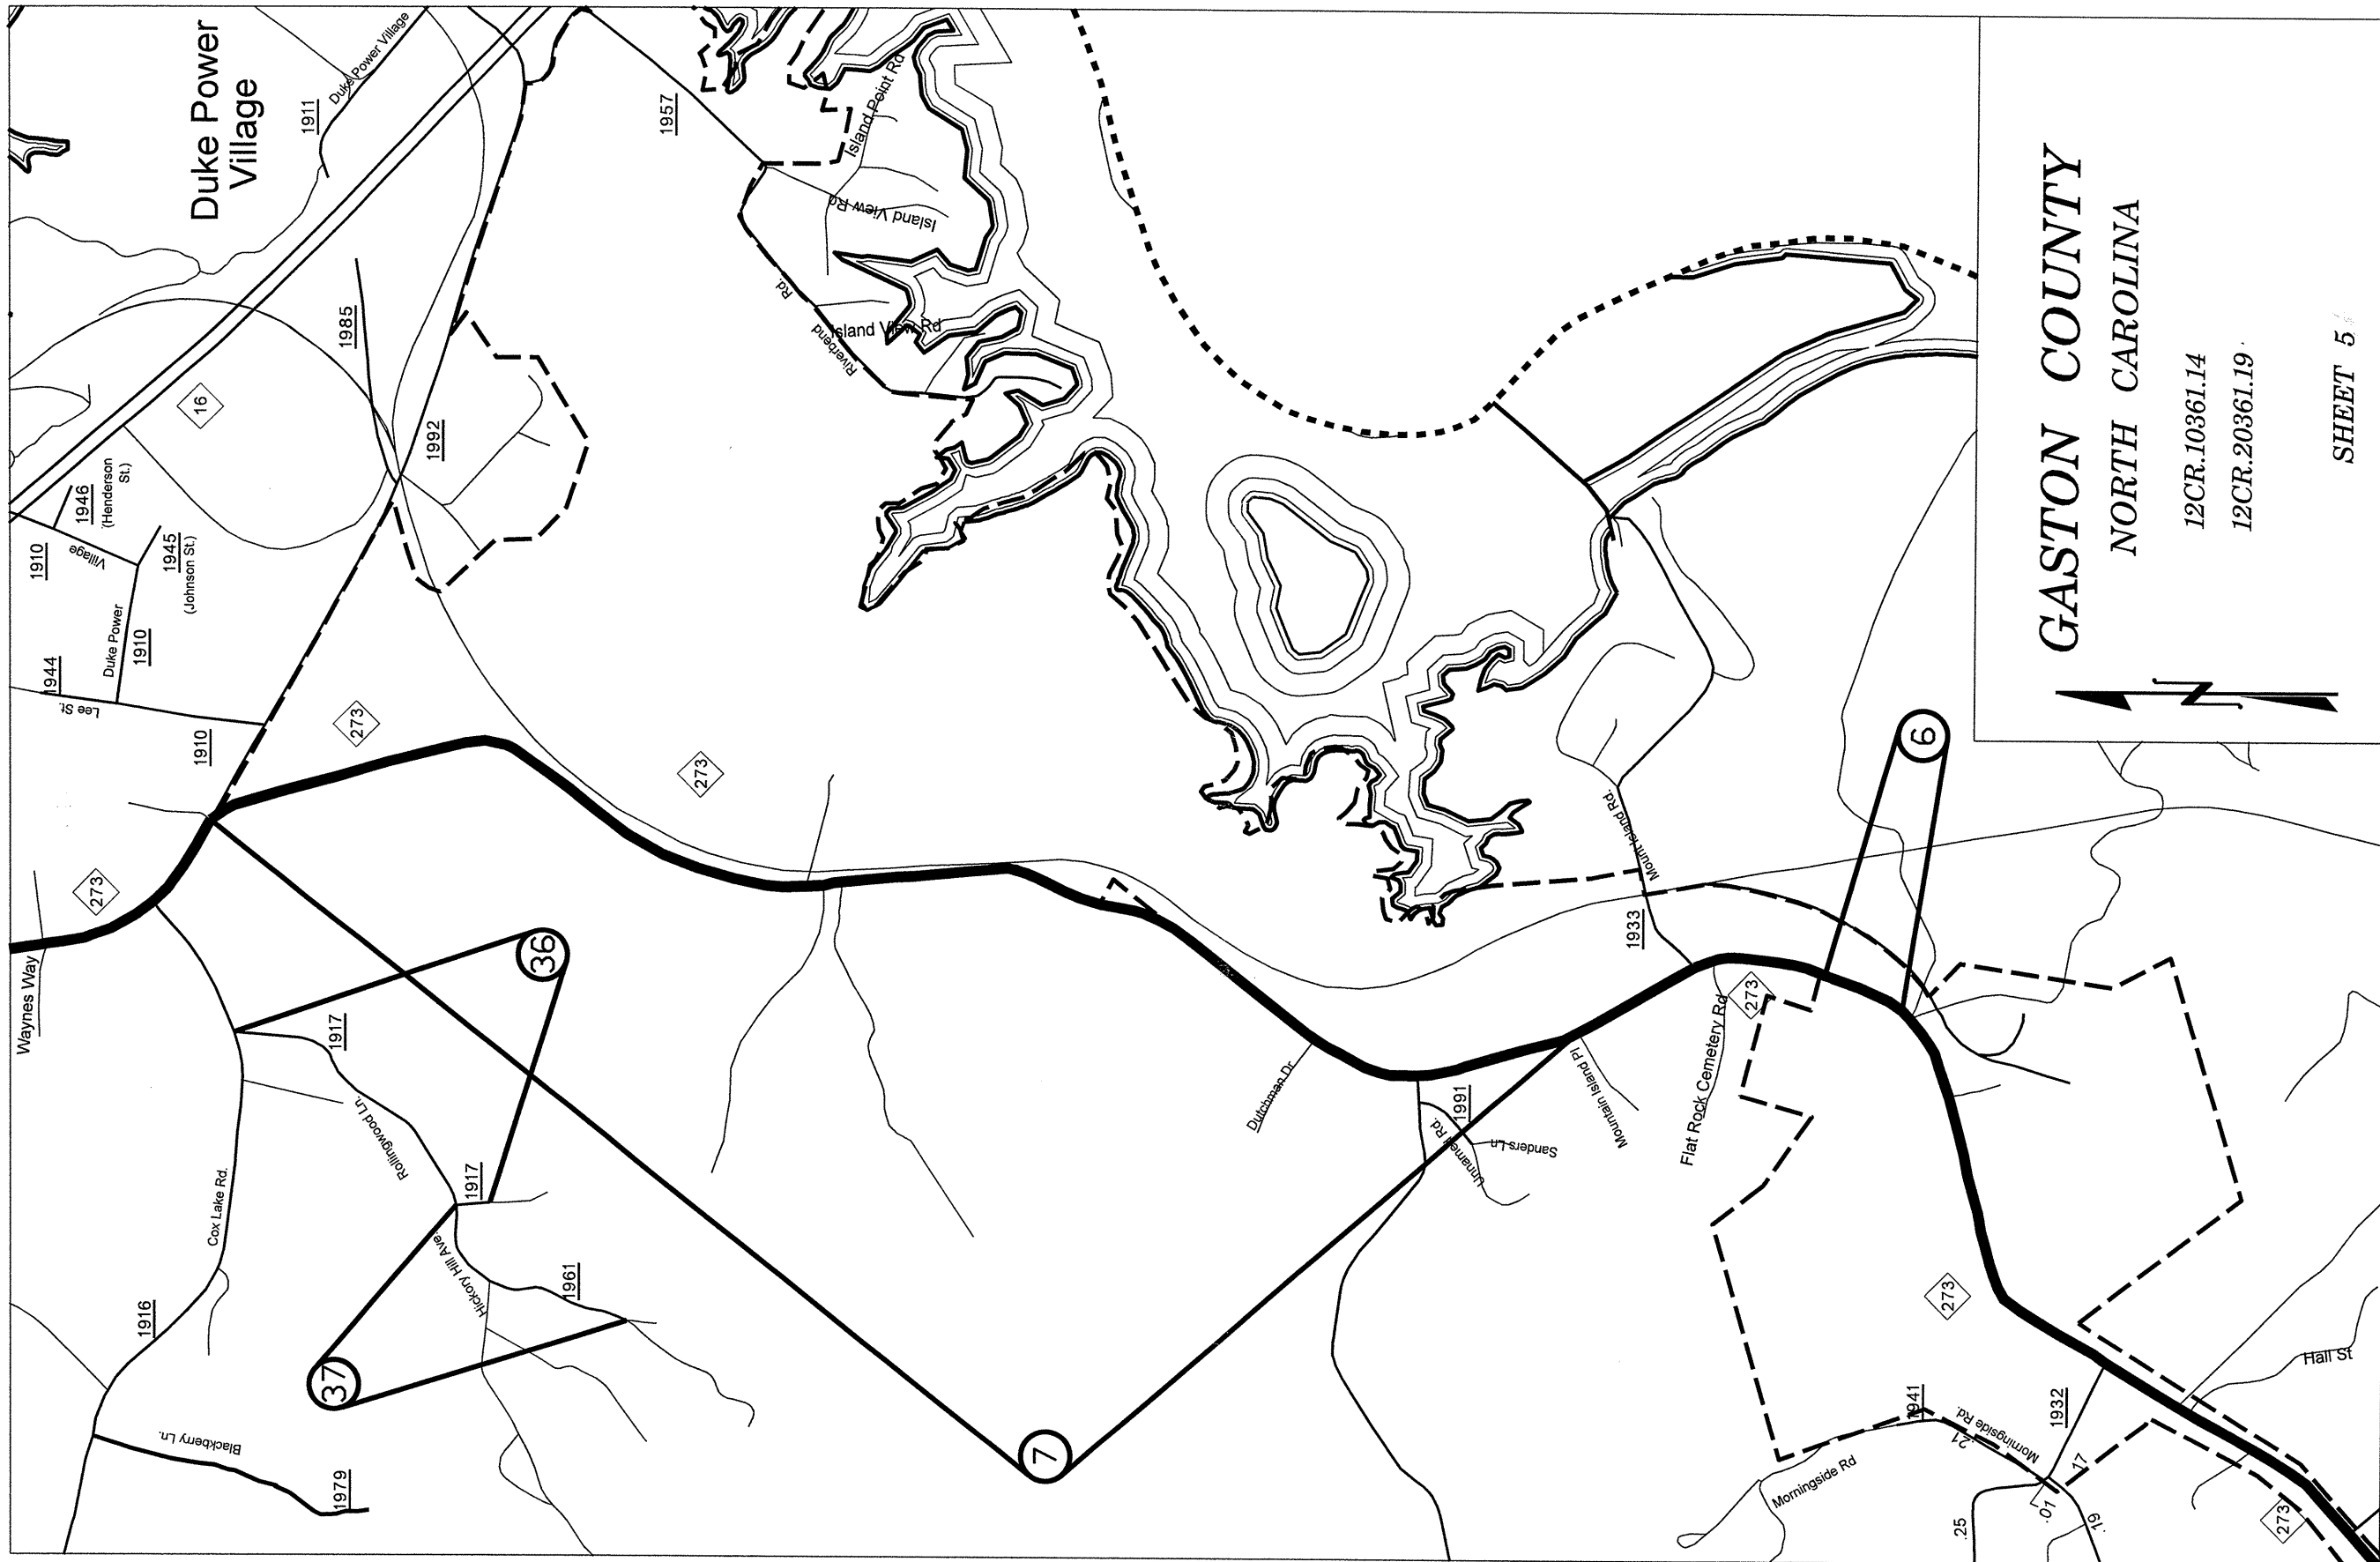 Duke Power
Village
1911
Duke Power Village
1957
Island Point Rd
Island View Rd
Island View Rd
Riverbend
Rd.
16
1985
1992
1946
(Henderson
St.)
1910
Village
1945
(Johnson St.)
Duke Power
1910
1944
Lee St.
1910
273
273
273
Waynes Way
36
1917
Rollingwood Ln.
1917
Cox Lake Rd.
Hickory Hill Ave.
1961
1916
37
Blackberry Ln.
1979
7
Dutchman Dr
1991
Unnamed Rd.
Sanders Ln
Mountain Island Pl
Flat Rock Cemetery Rd
273
1933
Mount Island Rd.
6
273
Hall St
1941
Morningside Rd.
.21
1932
.17
Morningside Rd
.01
.25
.19
273
GASTON COUNTY
NORTH CAROLINA
12CR.10361.14
12CR.20361.19
SHEET 5
N